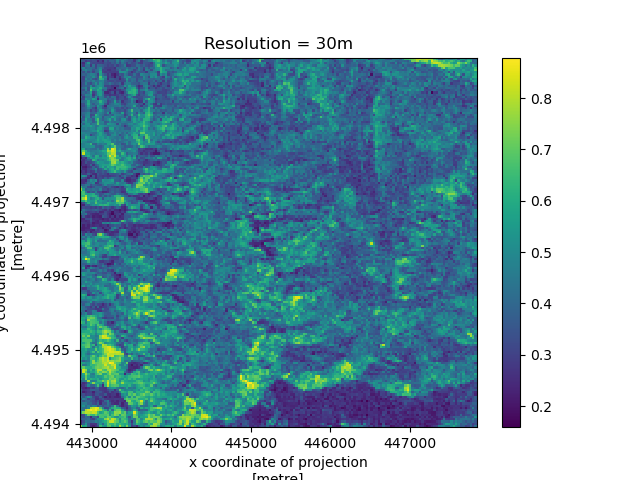 Resolution = 30m
1e6
4.498
4.497
4.496
4.495
4.494
y coordinate of projection
[metre]
443000 444000 445000 446000 447000
x coordinate of projection
[metre]
0.8
0.7
0.6
0.5
0.4
0.3
0.2